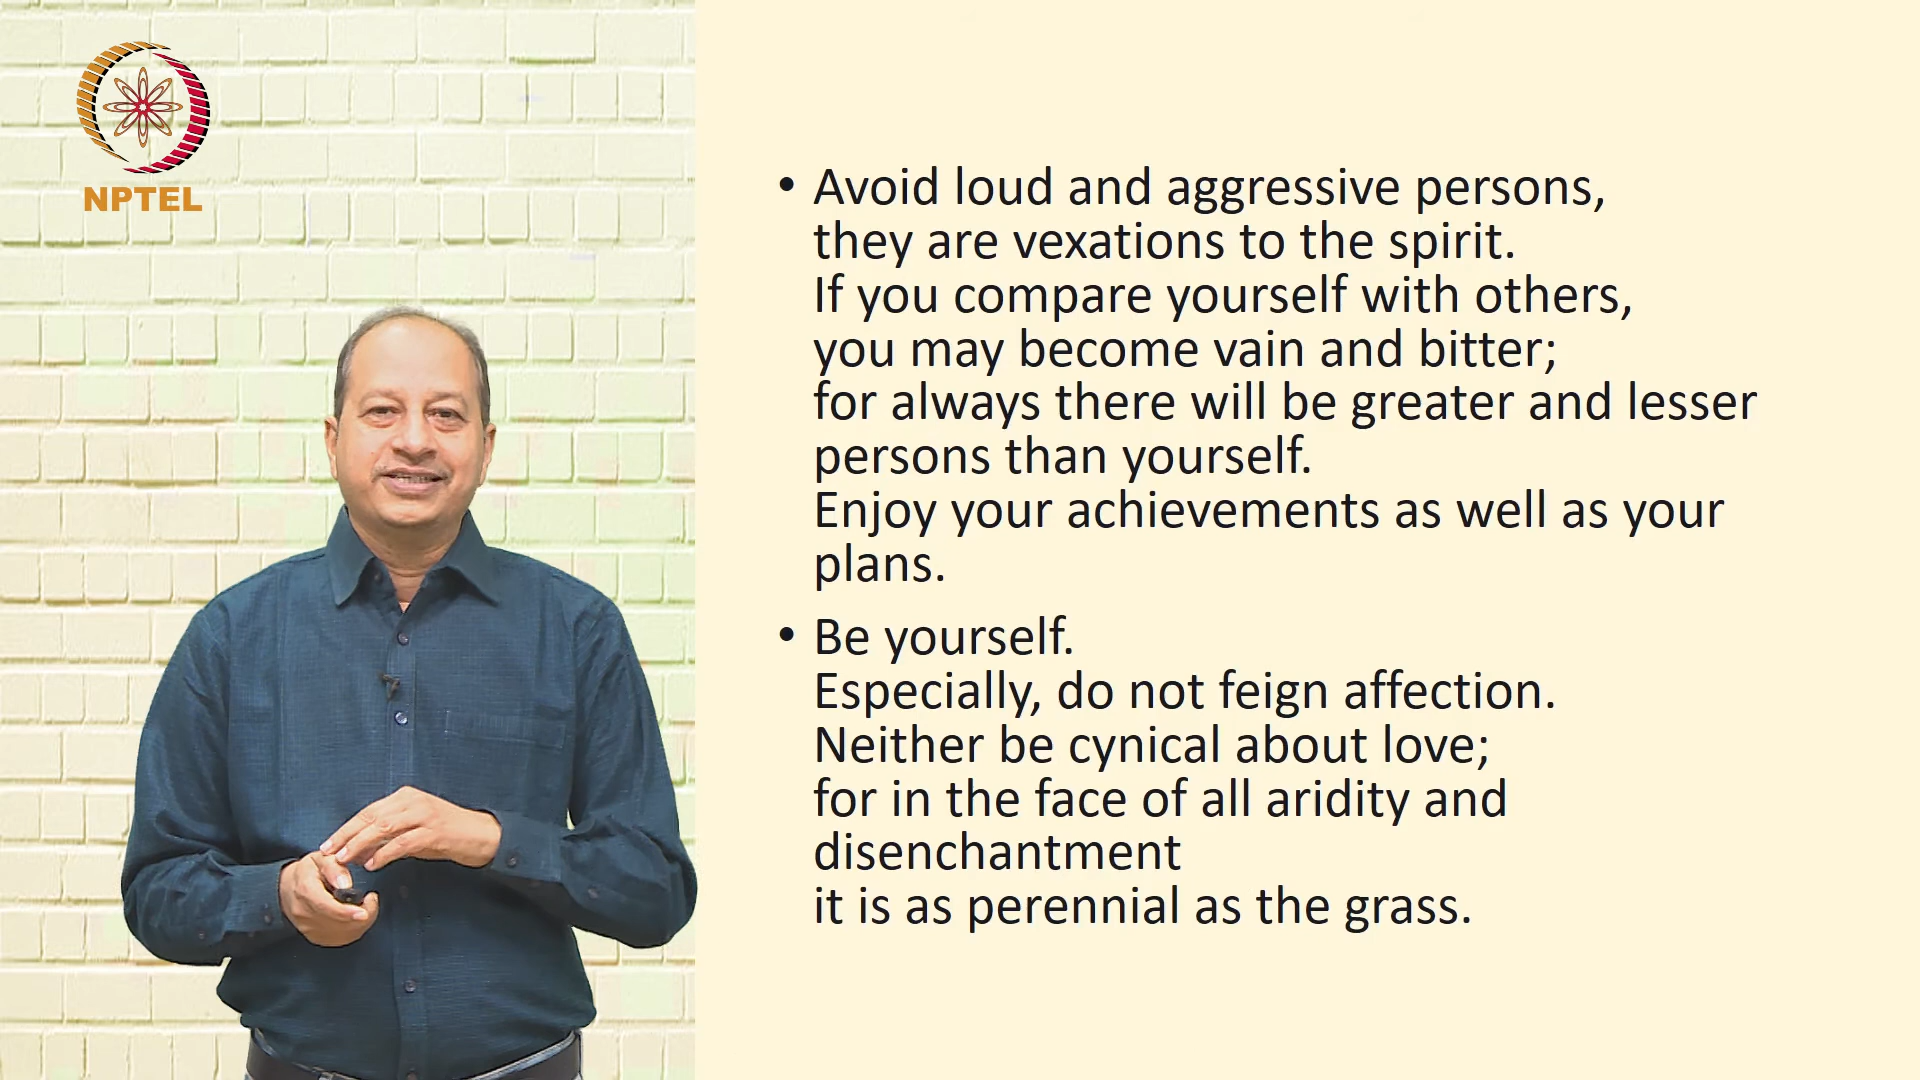 NPTEL
• Avoid loud and aggressive persons,
they are vexations to the spirit.
If you compare yourself with others,
you may become vain and bitter;
for always there will be greater and lesser
persons than yourself.
Enjoy your achievements as well as your
plans.
• Be yourself.
Especially, do not feign affection.
Neither be cynical about love;
for in the face of all aridity and
disenchantment
it is as perennial as the grass.